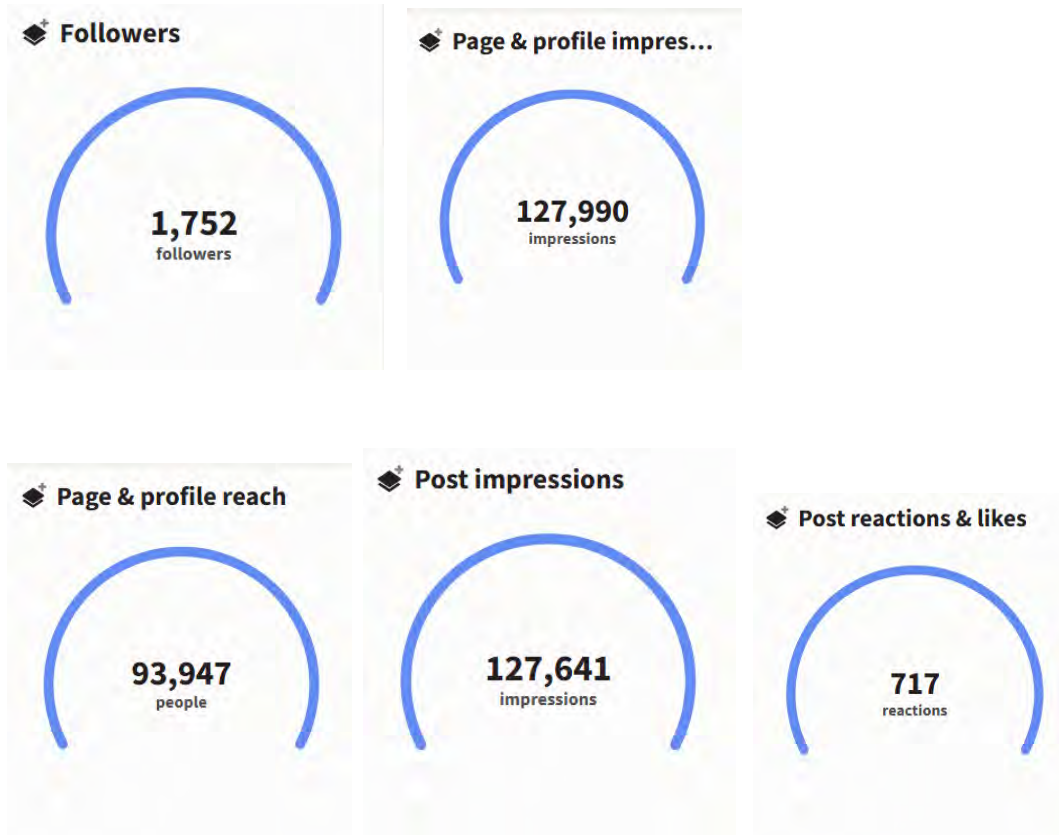 Followers
1,752
followers
Page & profile impres...
127,990
impressions
Page & profile reach
93,947
people
Post impressions
127,641
impressions
Post reactions & likes
717
reactions